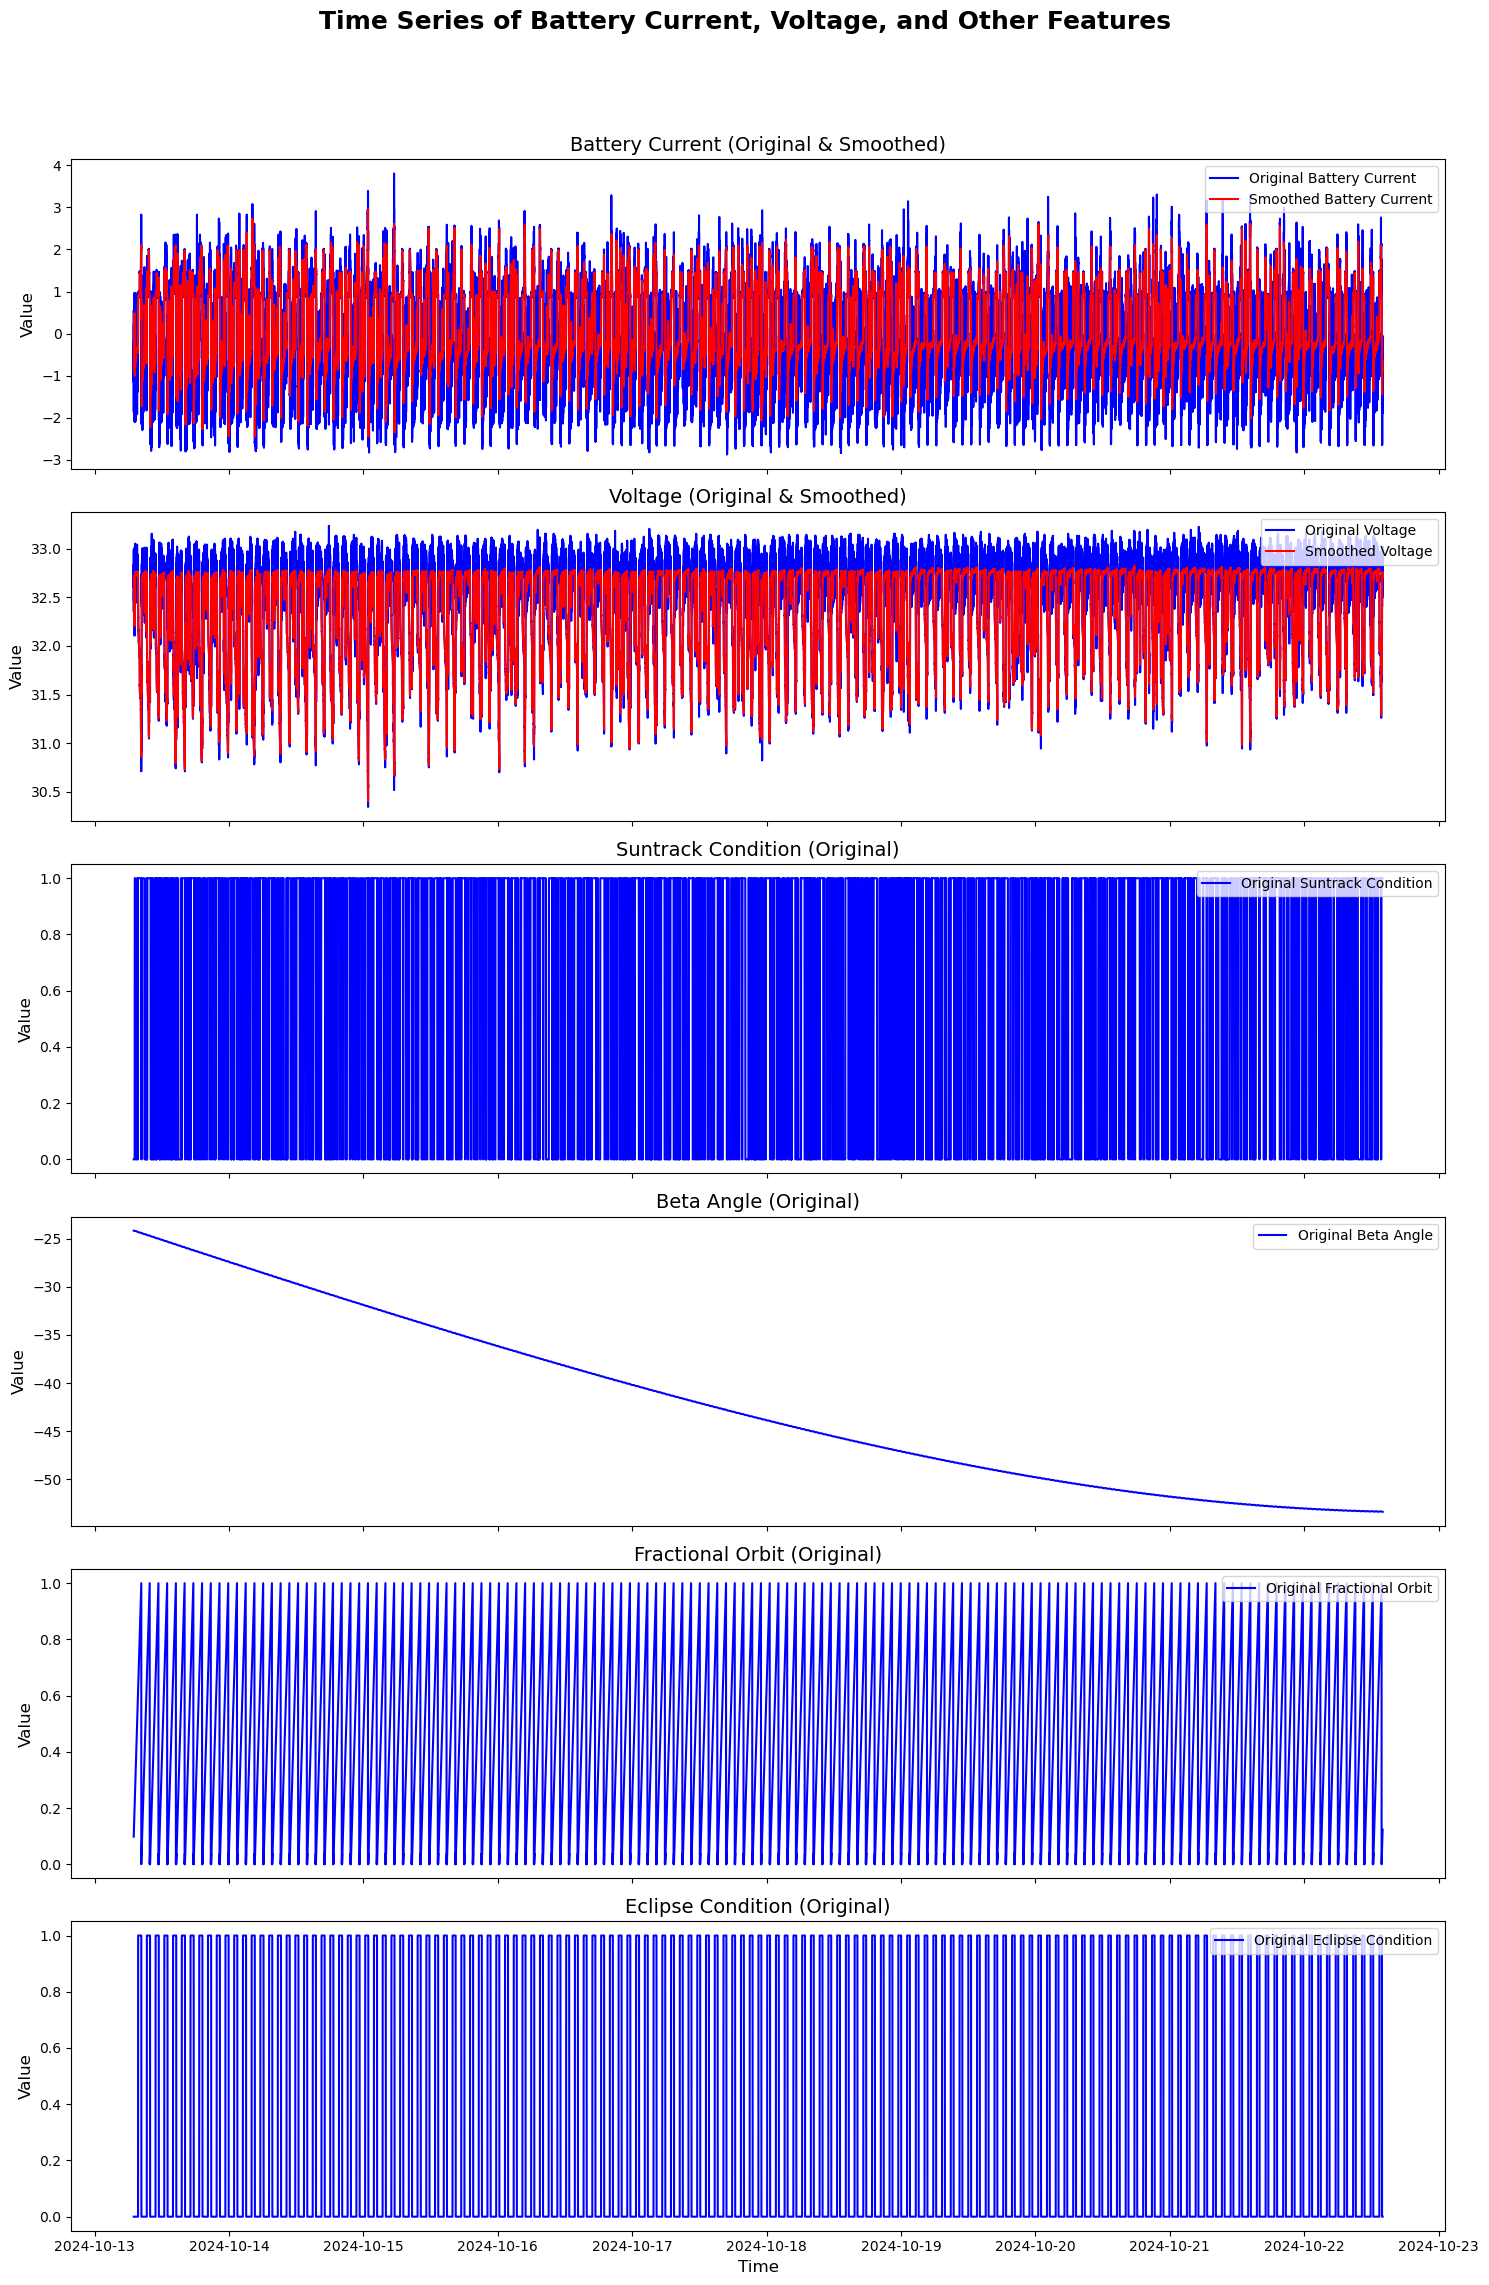 Time Series of Battery Current, Voltage, and Other Features
Battery Current (Original & Smoothed)
Value
4
3
2
1
0
−1
−2
−3
Original Battery Current
Smoothed Battery Current
Voltage (Original & Smoothed)
Value
33.0
32.5
32.0
31.5
31.0
30.5
Original Voltage
Smoothed Voltage
Suntrack Condition (Original)
Value
1.0
0.8
0.6
0.4
0.2
0.0
Original Suntrack Condition
Beta Angle (Original)
Value
−25
−30
−35
−40
−45
−50
Original Beta Angle
Fractional Orbit (Original)
Value
1.0
0.8
0.6
0.4
0.2
0.0
Original Fractional Orbit
Eclipse Condition (Original)
Value
1.0
0.8
0.6
0.4
0.2
0.0
Original Eclipse Condition
2024-10-13 2024-10-14 2024-10-15 2024-10-16 2024-10-17 2024-10-18 2024-10-19 2024-10-20 2024-10-21 2024-10-22 2024-10-23
Time